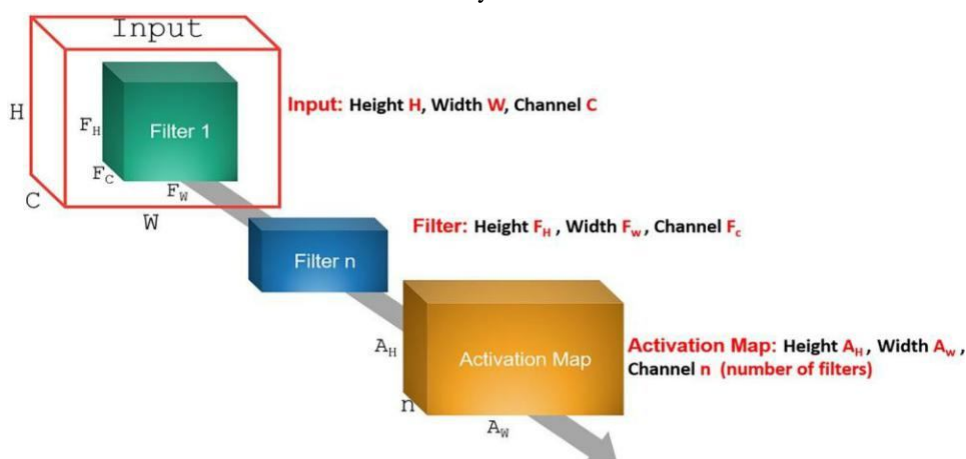 Input
H
F_H
Filter 1
Input: Height H, Width W, Channel C
F_C
F_W
C
W
Filter: Height F_H , Width F_w , Channel F_c
Filter n
A_H
Activation Map
Activation Map: Height A_H , Width A_w ,
Channel n (number of filters)
n
A_W